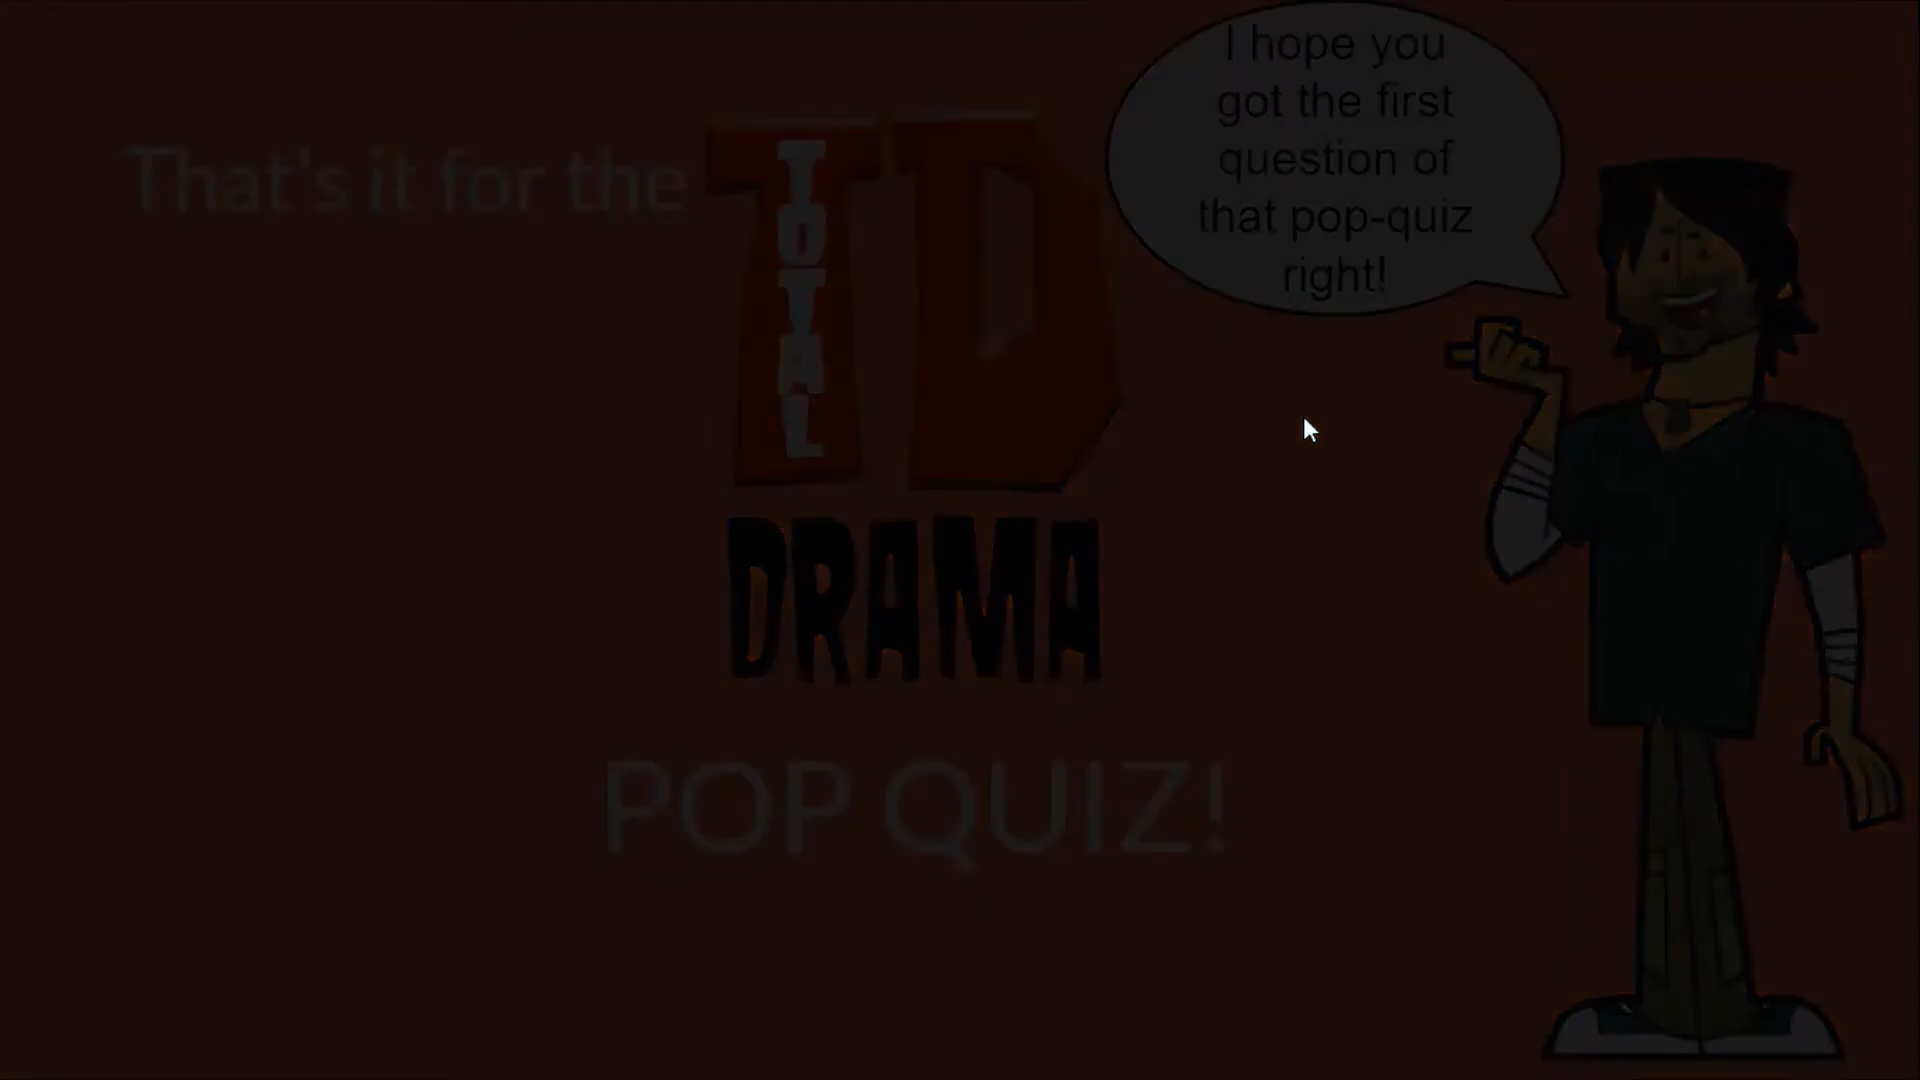 That's it for the
TOTAL
TD
DRAMA
POP QUIZ!
I hope you
got the first
question of
that pop-quiz
right!